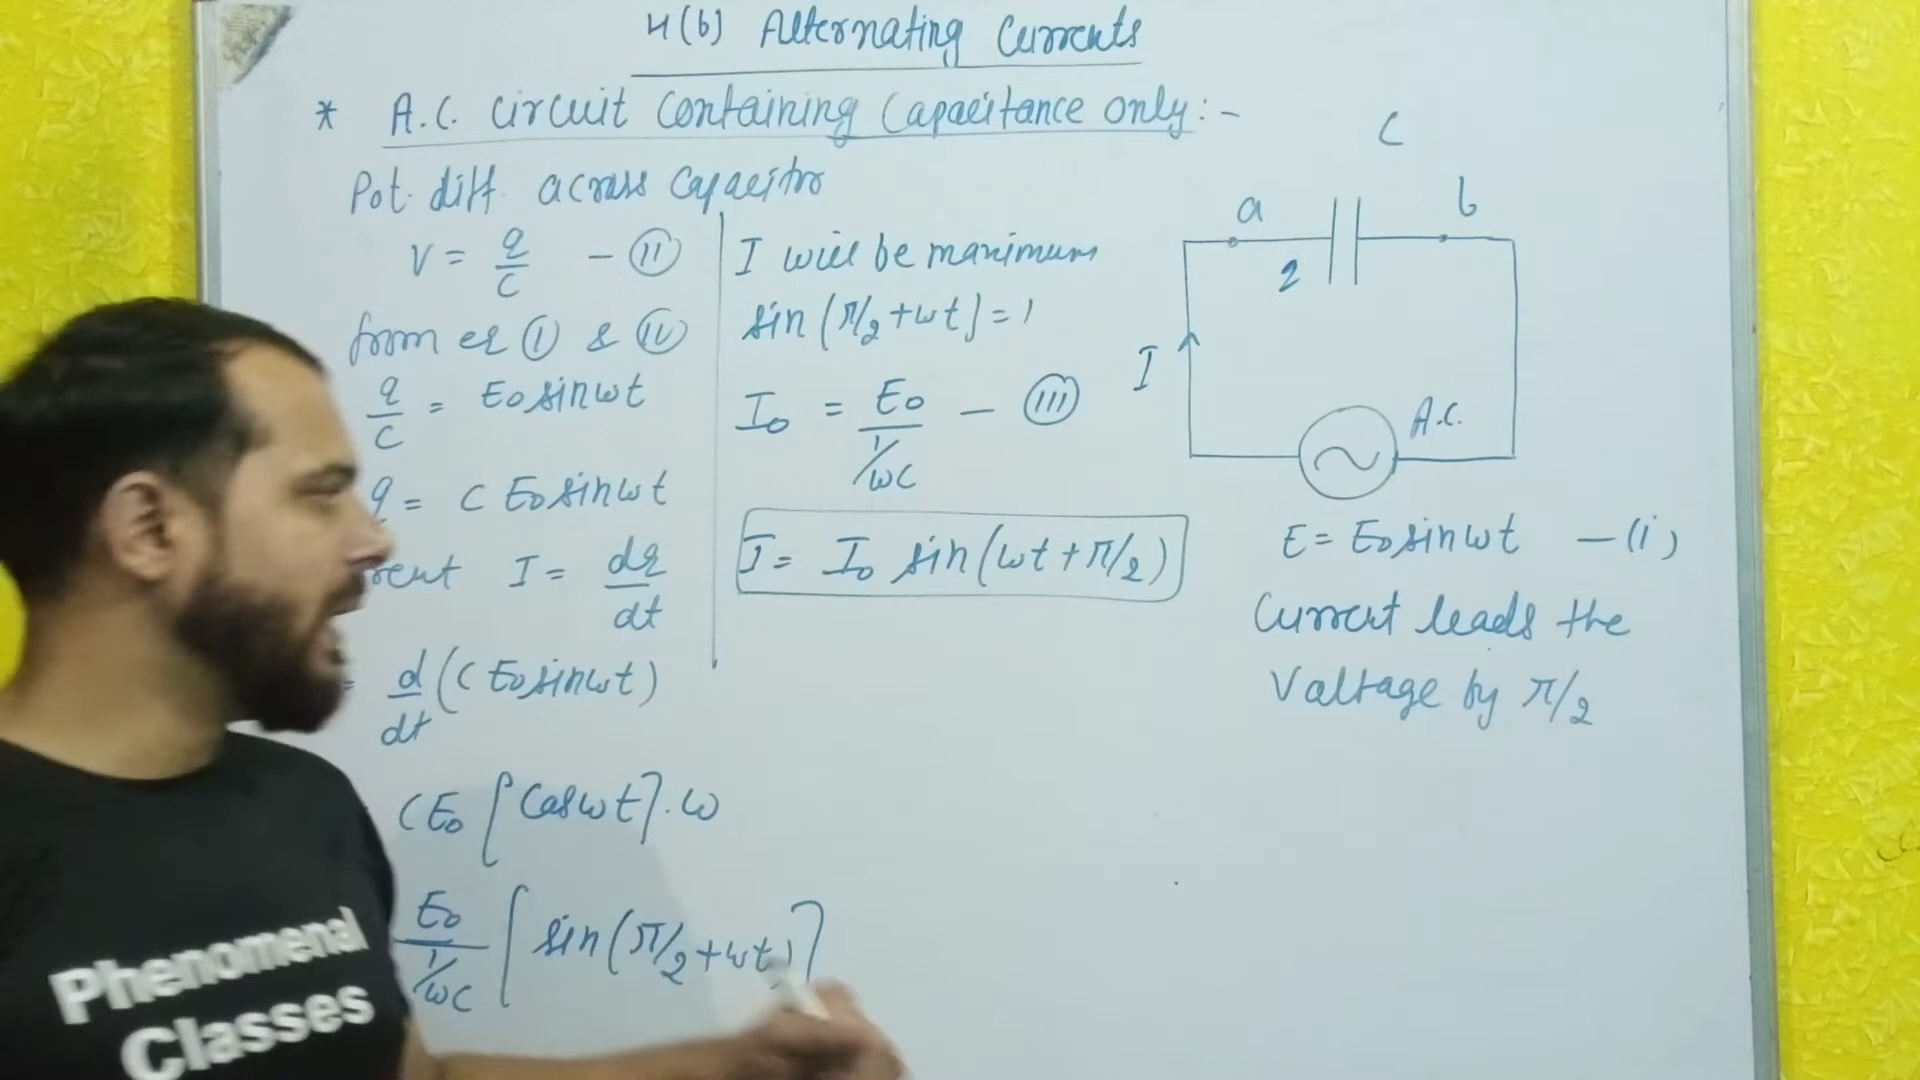 4(b) Alternating Currents
* A.C. Circuit Containing Capacitance only:-
Pot. diff. across Capacitor
V = q/C - (II)
from eq (I) & (II)
q/C = E₀ sinωt
q = C E₀ sinωt
rent I = dq/dt
= d/dt (C E₀ sinωt)
C E₀ [Cosωt].ω
E₀/(1/ωC) [sin(π/2+ωt)]
I will be maximum
sin(π/2+ωt)=1
I₀ = E₀/(1/ωC) - (III)
I = I₀ sin(ωt+π/2)
C
a
b
q
I
A.C.
E = E₀ sinωt - (i)
Current leads the
Voltage by π/2
Phenomenal
Classes